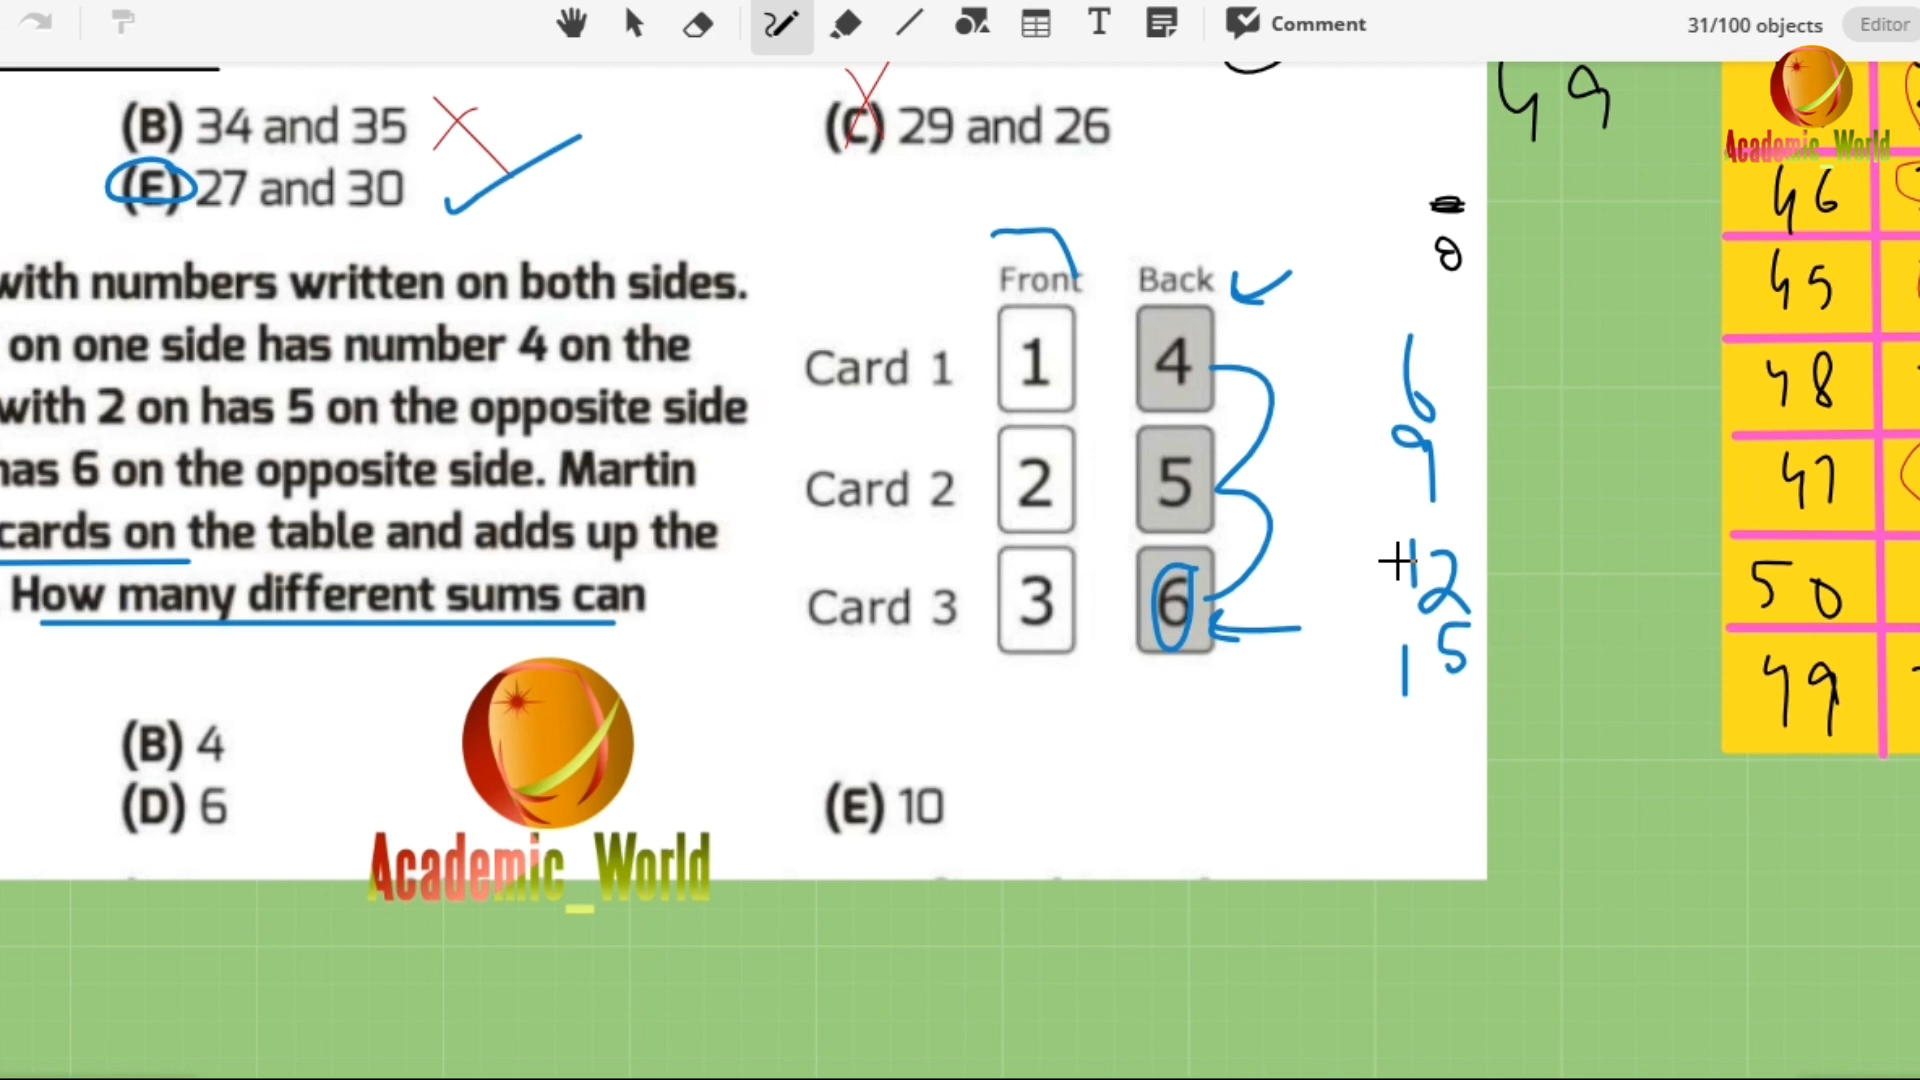 Comment
31/100 objects
Editor
(B) 34 and 35
(C) 29 and 26
49
Academic_World
(E) 27 and 30
46
8
with numbers written on both sides.
Front Back
45
on one side has number 4 on the
Card 1 1 4
6
48
with 2 on has 5 on the opposite side
9
has 6 on the opposite side. Martin
Card 2 2 5
47
cards on the table and adds up the
12
How many different sums can
Card 3 3 6
50
15
49
(B) 4
(D) 6
(E) 10
Academic_World